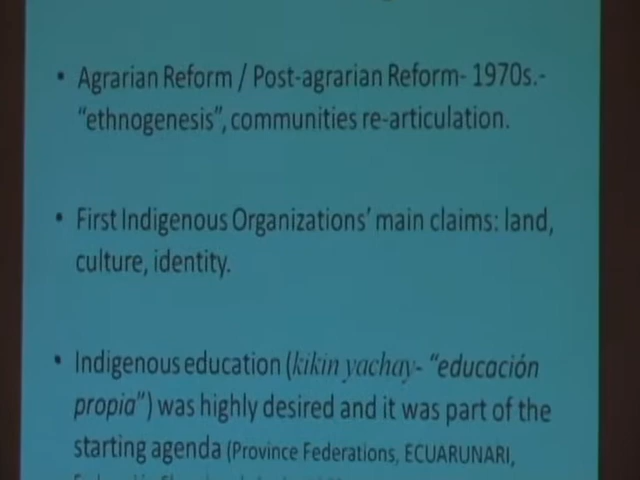 • Agrarian Reform / Post-agrarian Reform- 1970s.-
“ethnogenesis”, communities re-articulation.
• First Indigenous Organizations’ main claims: land,
culture, identity.
• Indigenous education (kikin yachay- “educación
propia”) was highly desired and it was part of the
starting agenda (Province Federations, ECUARUNARI,